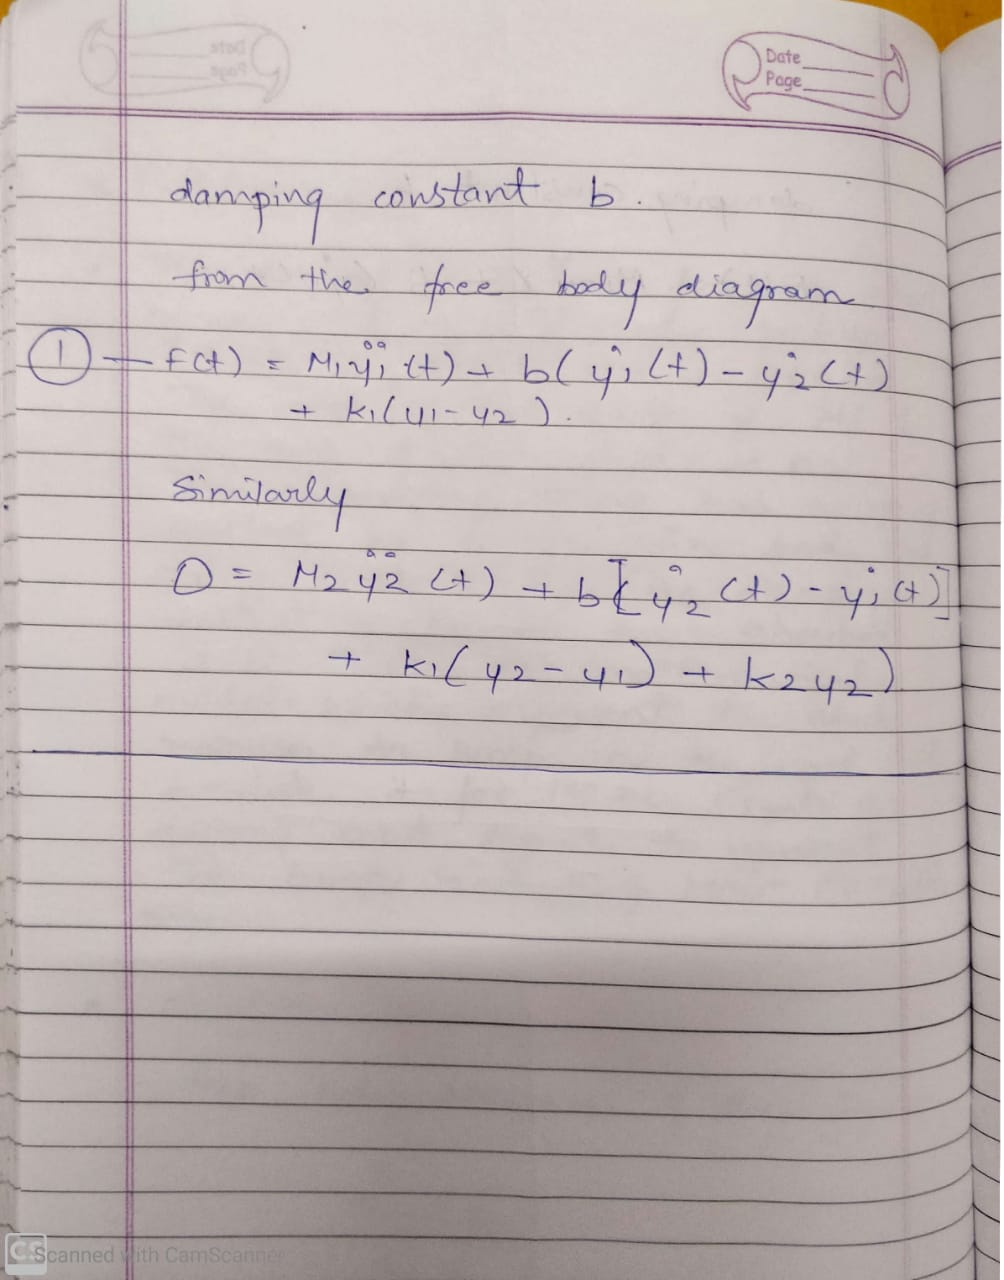 Date
Page
damping constant b.
from the free body diagram
① — f(t) = M₁ÿ₁(t) + b(ẏ₁(t) - ẏ₂(t)
+ k₁(y₁-y₂).
Similarly
0 = M₂ÿ₂(t) + b[ẏ₂(t) - ẏ₁(t)]
+ k₁(y₂-y₁) + k₂y₂)
CS Scanned with CamScanner